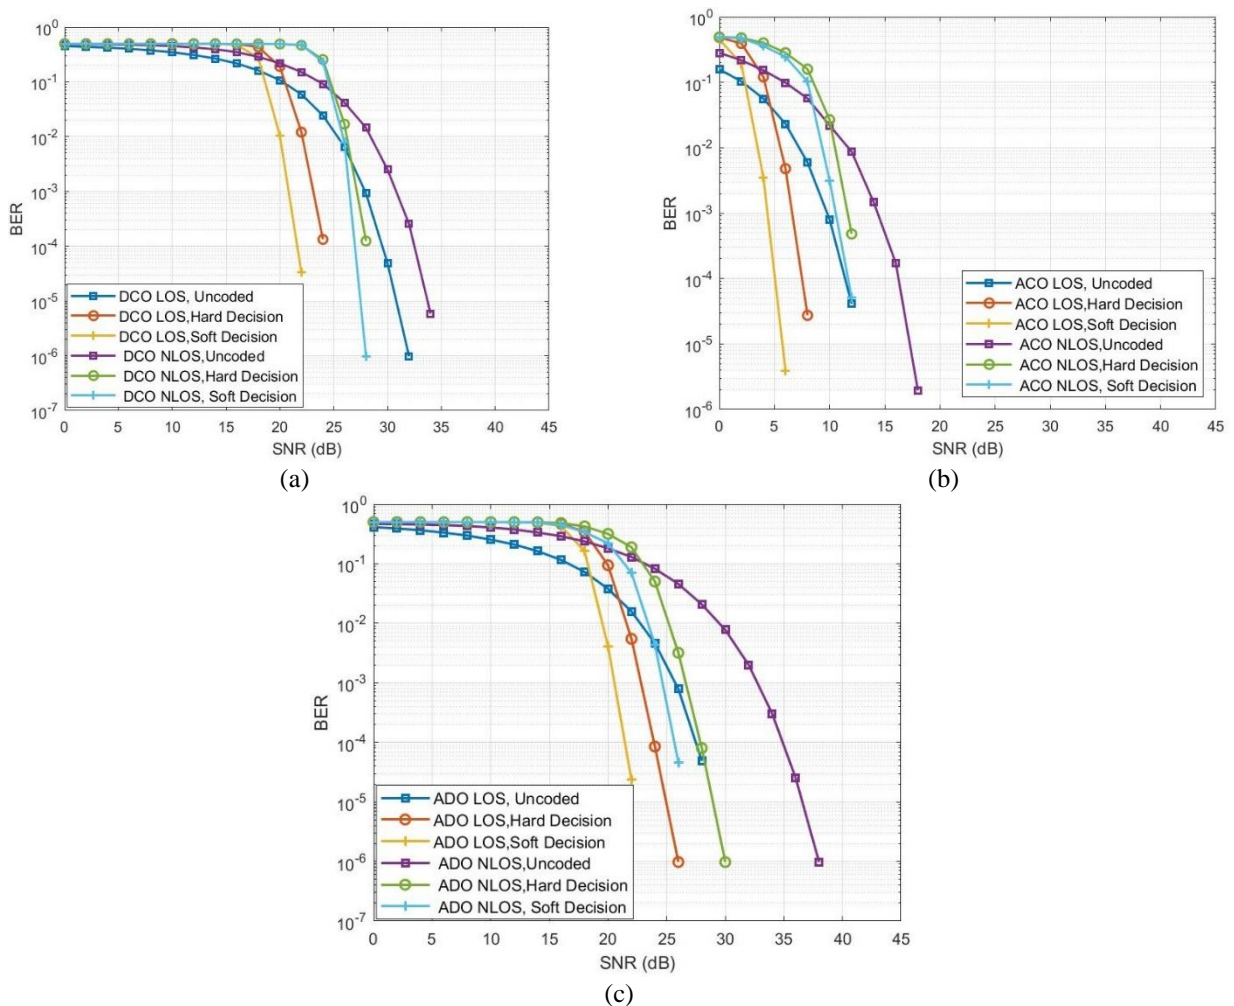 10^0
10^-1
10^-2
10^-3
10^-4
10^-5
10^-6
10^-7
BER
DCO LOS, Uncoded
DCO LOS,Hard Decision
DCO LOS,Soft Decision
DCO NLOS,Uncoded
DCO NLOS,Hard Decision
DCO NLOS, Soft Decision
0 5 10 15 20 25 30 35 40 45
SNR (dB)
(a)
10^0
10^-1
10^-2
10^-3
10^-4
10^-5
10^-6
BER
ACO LOS, Uncoded
ACO LOS,Hard Decision
ACO LOS,Soft Decision
ACO NLOS,Uncoded
ACO NLOS,Hard Decision
ACO NLOS, Soft Decision
0 5 10 15 20 25 30 35 40 45
SNR (dB)
(b)
10^0
10^-1
10^-2
10^-3
10^-4
10^-5
10^-6
10^-7
BER
ADO LOS, Uncoded
ADO LOS,Hard Decision
ADO LOS,Soft Decision
ADO NLOS,Uncoded
ADO NLOS,Hard Decision
ADO NLOS, Soft Decision
0 5 10 15 20 25 30 35 40 45
SNR (dB)
(c)